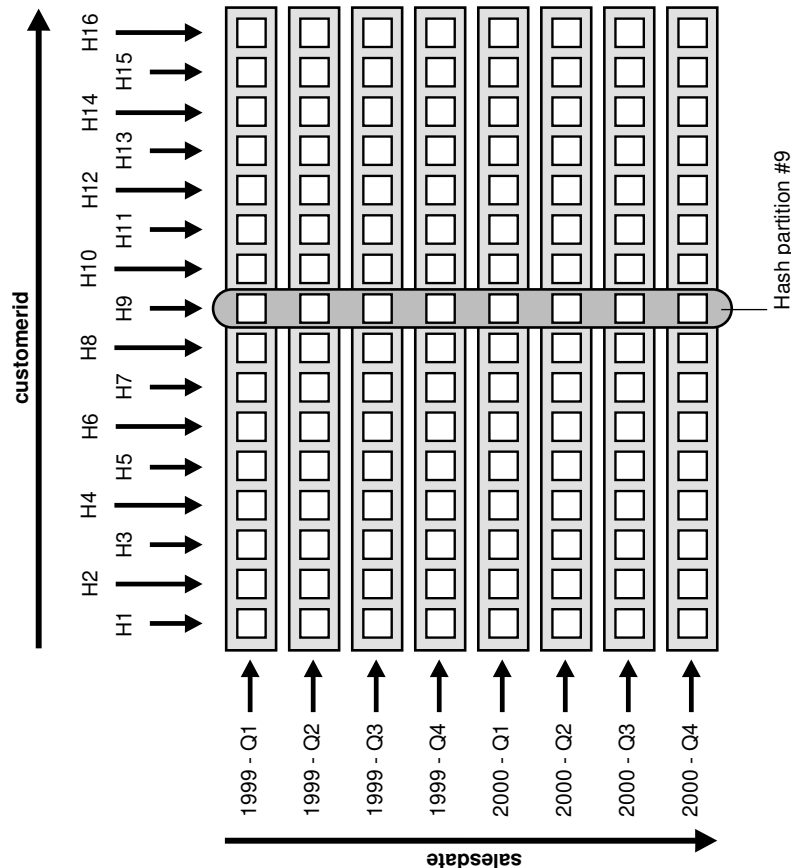 customerid
H1
H2
H3
H4
H5
H6
H7
H8
H9
H10
H11
H12
H13
H14
H15
H16
salesdate
1999 - Q1
1999 - Q2
1999 - Q3
1999 - Q4
2000 - Q1
2000 - Q2
2000 - Q3
2000 - Q4
Hash partition #9